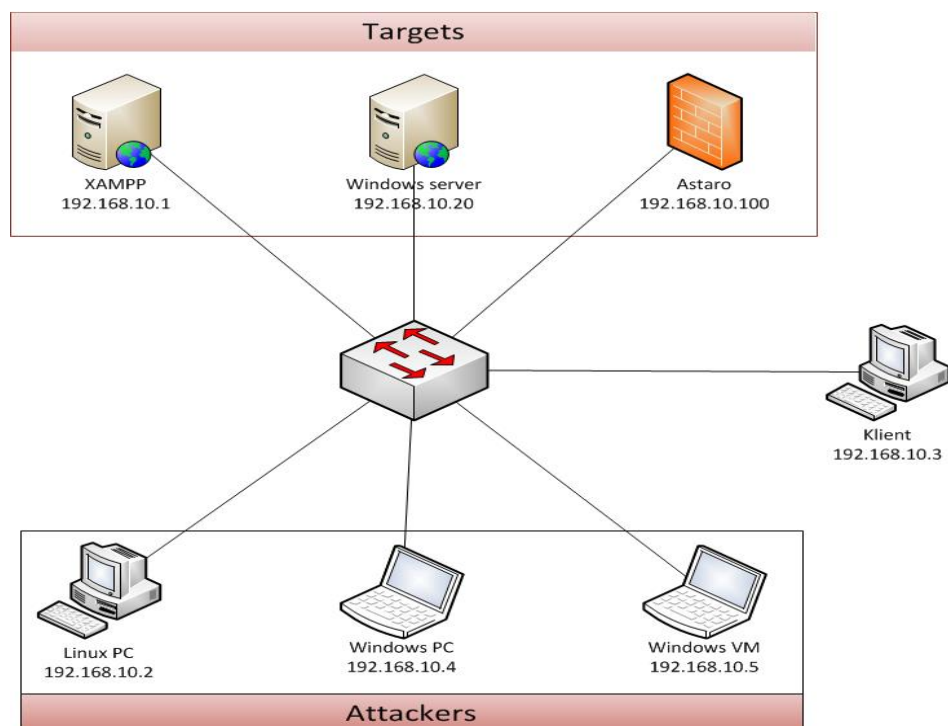 Targets
XAMPP
192.168.10.1
Windows server
192.168.10.20
Astaro
192.168.10.100
Klient
192.168.10.3
Linux PC
192.168.10.2
Windows PC
192.168.10.4
Windows VM
192.168.10.5
Attackers